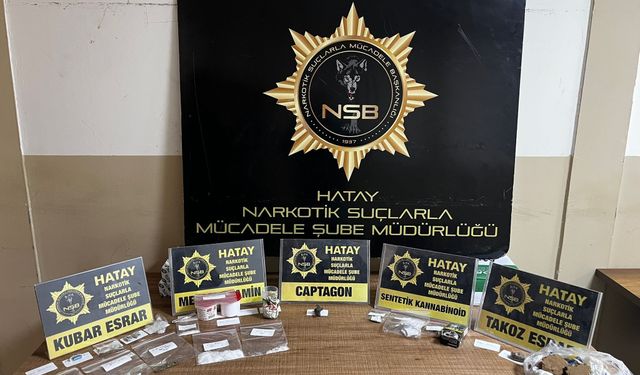 NARKOTİK SUÇLARLA MÜCADELE BAŞKANLIĞI
NSB
1997
HATAY
NARKOTİK SUÇLARLA
MÜCADELE ŞUBE MÜDÜRLÜĞÜ
HATAY
NARKOTİK
SUÇLARLA
MÜCADELE ŞUBE
MÜDÜRLÜĞÜ
KUBAR ESRAR
HATAY
NARKOTİK
SUÇLARLA
MÜCADELE ŞUBE
MÜDÜRLÜĞÜ
HATAY
NARKOTİK
SUÇLARLA
MÜCADELE ŞUBE
MÜDÜRLÜĞÜ
CAPTAGON
HATAY
NARKOTİK
SUÇLARLA
MÜCADELE ŞUBE
MÜDÜRLÜĞÜ
SENTETİK KANNABİNOİD
HATAY
NARKOTİK
SUÇLARLA
MÜCADELE ŞUBE
MÜDÜRLÜĞÜ
TAKOZ